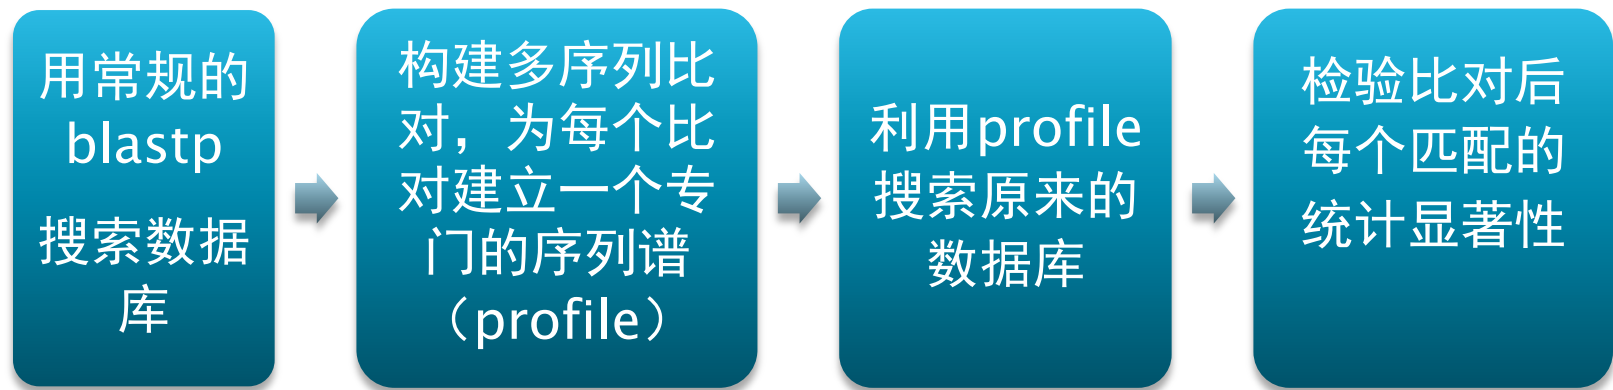 用常规的
blastp
搜索数据
库
构建多序列比
对，为每个比
对建立一个专
门的序列谱
（profile）
利用profile
搜索原来的
数据库
检验比对后
每个匹配的
统计显著性